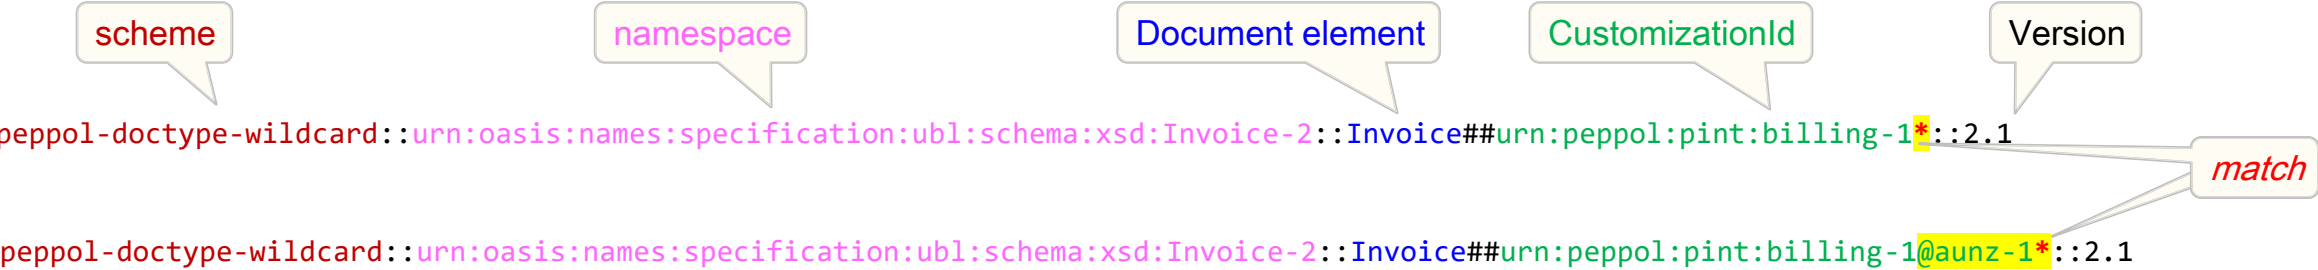 scheme
namespace
Document element
CustomizationId
Version
peppol-doctype-wildcard::urn:oasis:names:specification:ubl:schema:xsd:Invoice-2::Invoice##urn:peppol:pint:billing-1*::2.1
match
peppol-doctype-wildcard::urn:oasis:names:specification:ubl:schema:xsd:Invoice-2::Invoice##urn:peppol:pint:billing-1@aunz-1*::2.1